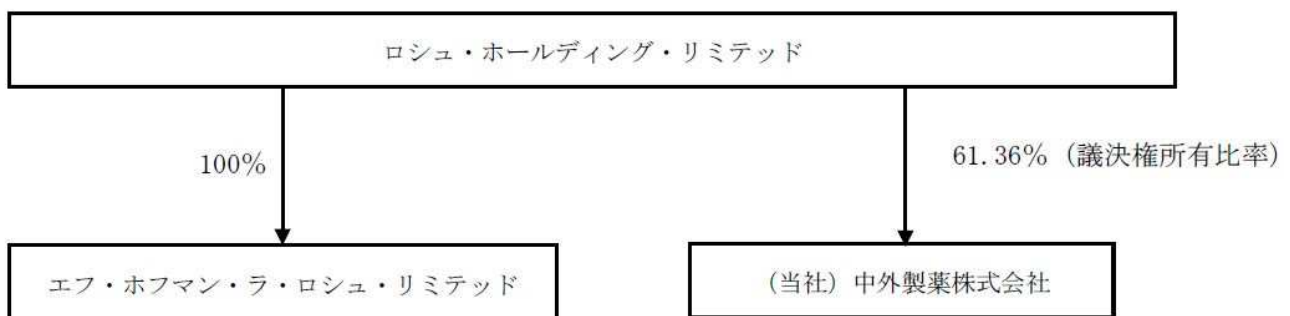 ロシュ・ホールディング・リミテッド
100%
61.36% (議決権所有比率)
エフ・ホフマン・ラ・ロシュ・リミテッド
(当社) 中外製薬株式会社